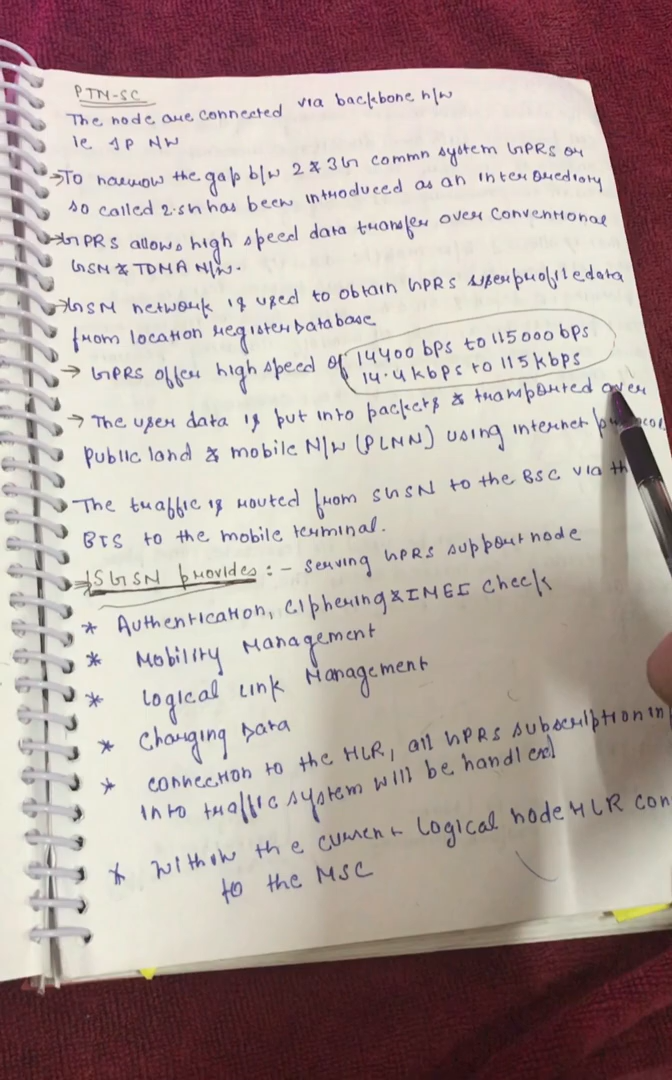 PTM-SC
The node are connected via backbone n/w
ie IP NW
→To narrow the gap b/w 2 & 3G commn system GPRS or
so called 2.5G has been introduced as an Intermediatry
→GPRS allows high speed data transfer over conventional
GSM & TDMA N/w.
→GSM network is used to obtain GPRS userprofile data
from location register Database
→ GPRS offer high speed of 14400 bps to 115000 bps
14.4 kbps to 115 kbps
→ The user data is put into packets & transported over
Public land & mobile N/W (PLMN) using internet
The traffic is routed from SGSN to the BSC via
BTS to the mobile terminal.
⇒ SGSN provides :- serving GPRS support node
* Authentication, Ciphering & IMEI Check
* Mobility Management
* Logical Link Management
* Charging Data
* connection to the HLR, all GPRS subscription
into traffic system will be handled
* within the current Logical node HLR
to the MSC